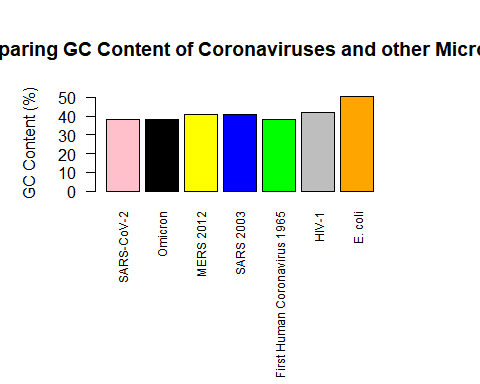 paring GC Content of Coronaviruses and other Micro
GC Content (%)
50
40
30
20
10
0
SARS-CoV-2
Omicron
MERS 2012
SARS 2003
First Human Coronavirus 1965
HIV-1
E. coli